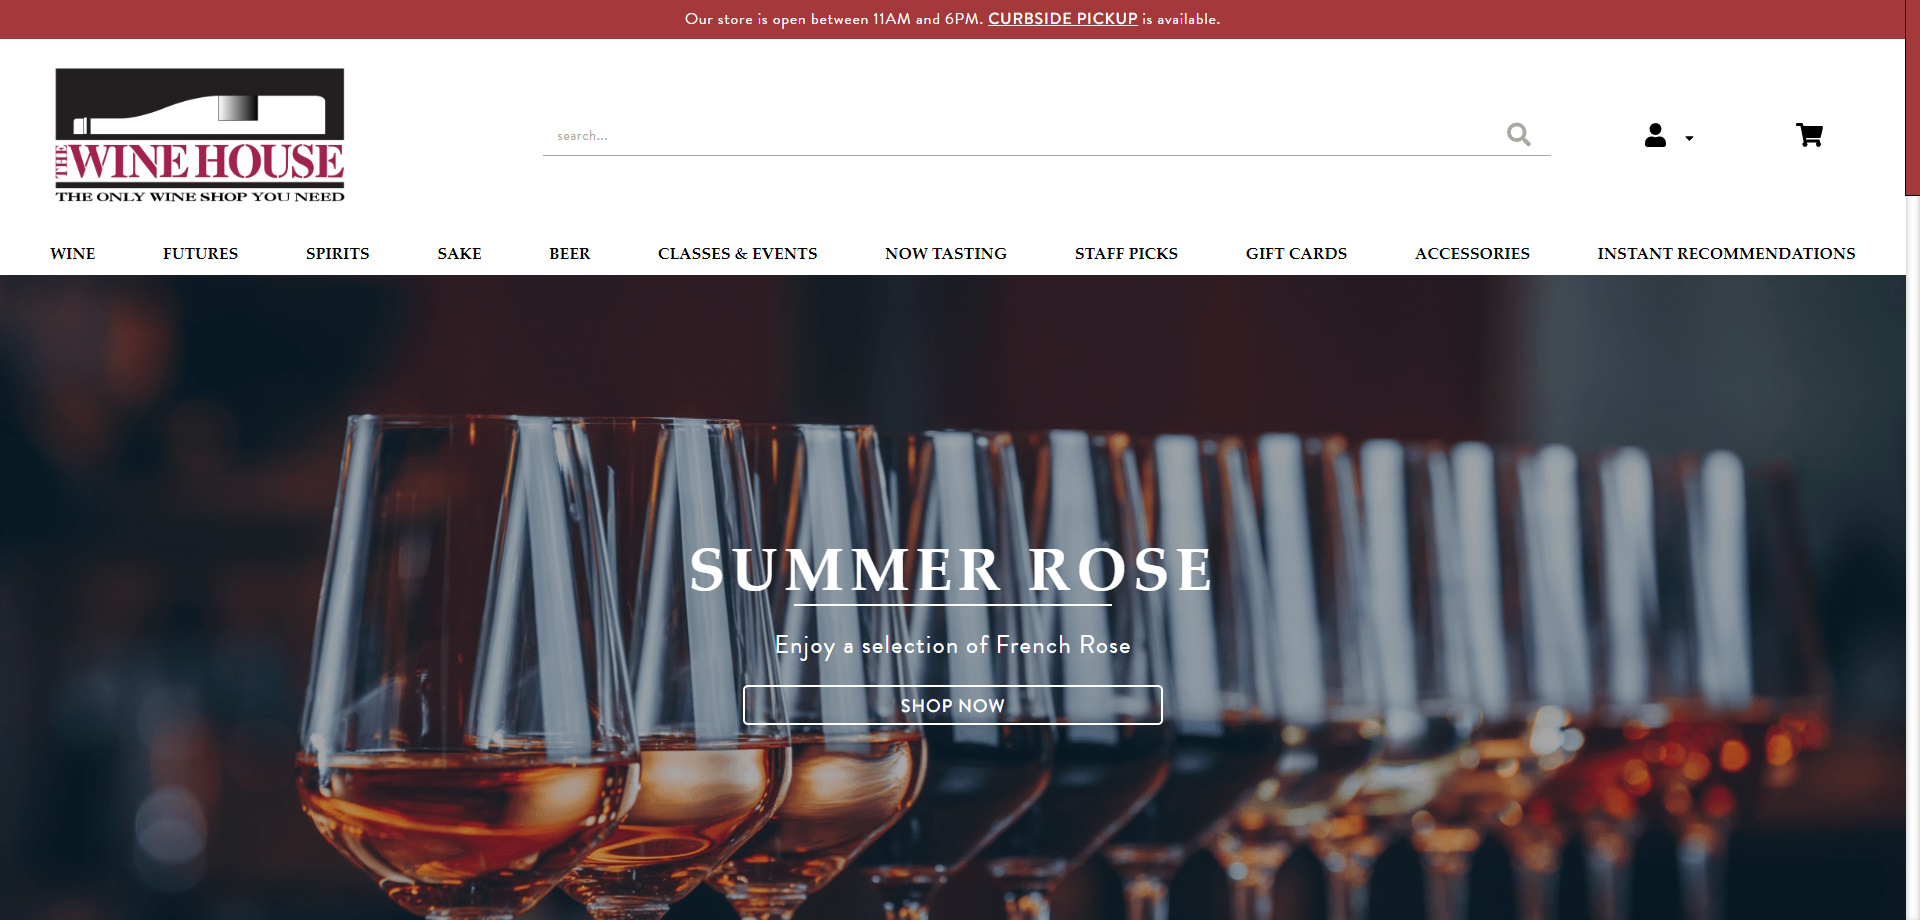 Our store is open between 11AM and 6PM. CURBSIDE PICKUP is available.
THE WINE HOUSE
THE ONLY WINE SHOP YOU NEED
search...
WINE FUTURES SPIRITS SAKE BEER CLASSES & EVENTS NOW TASTING STAFF PICKS GIFT CARDS ACCESSORIES INSTANT RECOMMENDATIONS
SUMMER ROSE
Enjoy a selection of French Rose
SHOP NOW